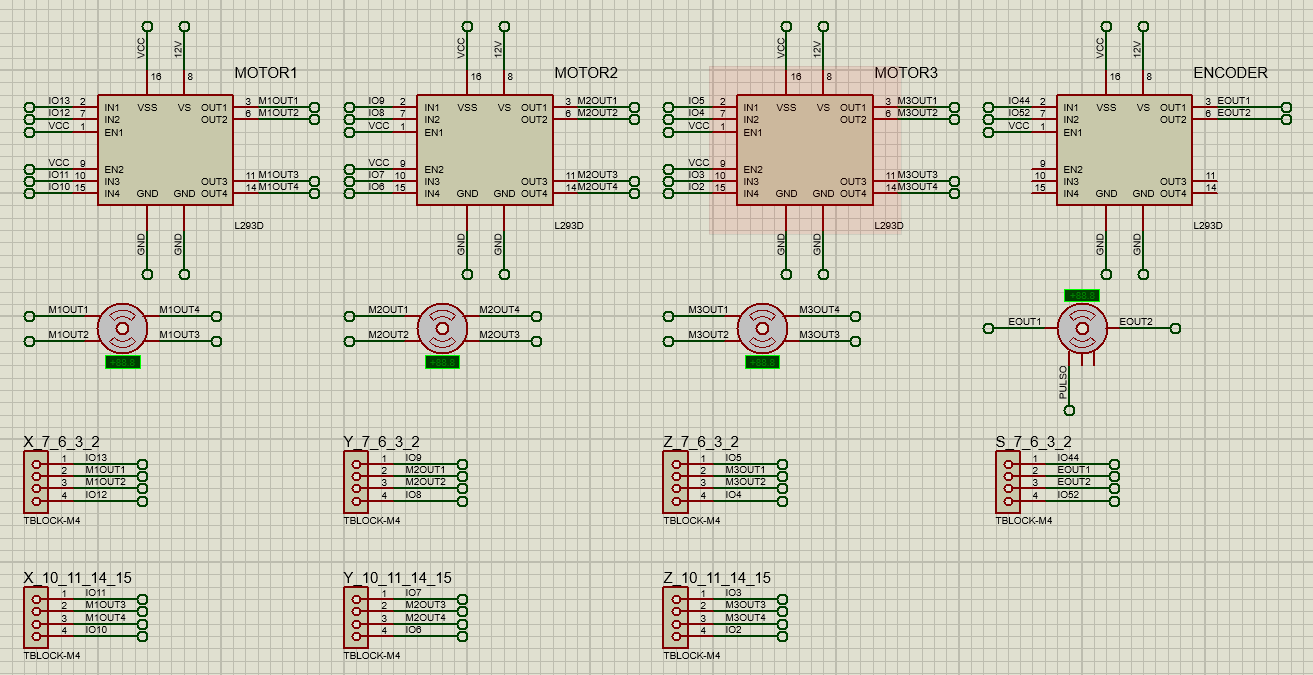 VCC 12V VCC 12V VCC 12V VCC 12V
16 8 16 8 16 8 16 8
MOTOR1 MOTOR2 MOTOR3 ENCODER
IO13 2 IN1 VSS VS OUT1 3 M1OUT1 IO9 2 IN1 VSS VS OUT1 3 M2OUT1 IO5 2 IN1 VSS VS OUT1 3 M3OUT1 IO44 2 IN1 VSS VS OUT1 3 EOUT1
IO12 7 IN2 OUT2 6 M1OUT2 IO8 7 IN2 OUT2 6 M2OUT2 IO4 7 IN2 OUT2 6 M3OUT2 IO52 7 IN2 OUT2 6 EOUT2
VCC 1 EN1 VCC 1 EN1 VCC 1 EN1 VCC 1 EN1
VCC 9 EN2 VCC 9 EN2 VCC 9 EN2 9 EN2
IO11 10 IN3 OUT3 11 M1OUT3 IO7 10 IN3 OUT3 11 M2OUT3 IO3 10 IN3 OUT3 11 M3OUT3 10 IN3 OUT3 11
IO10 15 IN4 GND GND OUT4 14 M1OUT4 IO6 15 IN4 GND GND OUT4 14 M2OUT4 IO2 15 IN4 GND GND OUT4 14 M3OUT4 15 IN4 GND GND OUT4 14
L293D L293D L293D L293D
GND GND GND GND GND GND GND GND
M1OUT1 M1OUT4 M2OUT1 M2OUT4 M3OUT1 M3OUT4
EOUT1 EOUT2
M1OUT2 M1OUT3 M2OUT2 M2OUT3 M3OUT2 M3OUT3
PULSO
X_7_6_3_2 Y_7_6_3_2 Z_7_6_3_2 S_7_6_3_2
1 IO13 1 IO9 1 IO5 1 IO44
2 M1OUT1 2 M2OUT1 2 M3OUT1 2 EOUT1
3 M1OUT2 3 M2OUT2 3 M3OUT2 3 EOUT2
4 IO12 4 IO8 4 IO4 4 IO52
TBLOCK-M4 TBLOCK-M4 TBLOCK-M4 TBLOCK-M4
X_10_11_14_15 Y_10_11_14_15 Z_10_11_14_15
1 IO11 1 IO7 1 IO3
2 M1OUT3 2 M2OUT3 2 M3OUT3
3 M1OUT4 3 M2OUT4 3 M3OUT4
4 IO10 4 IO6 4 IO2
TBLOCK-M4 TBLOCK-M4 TBLOCK-M4